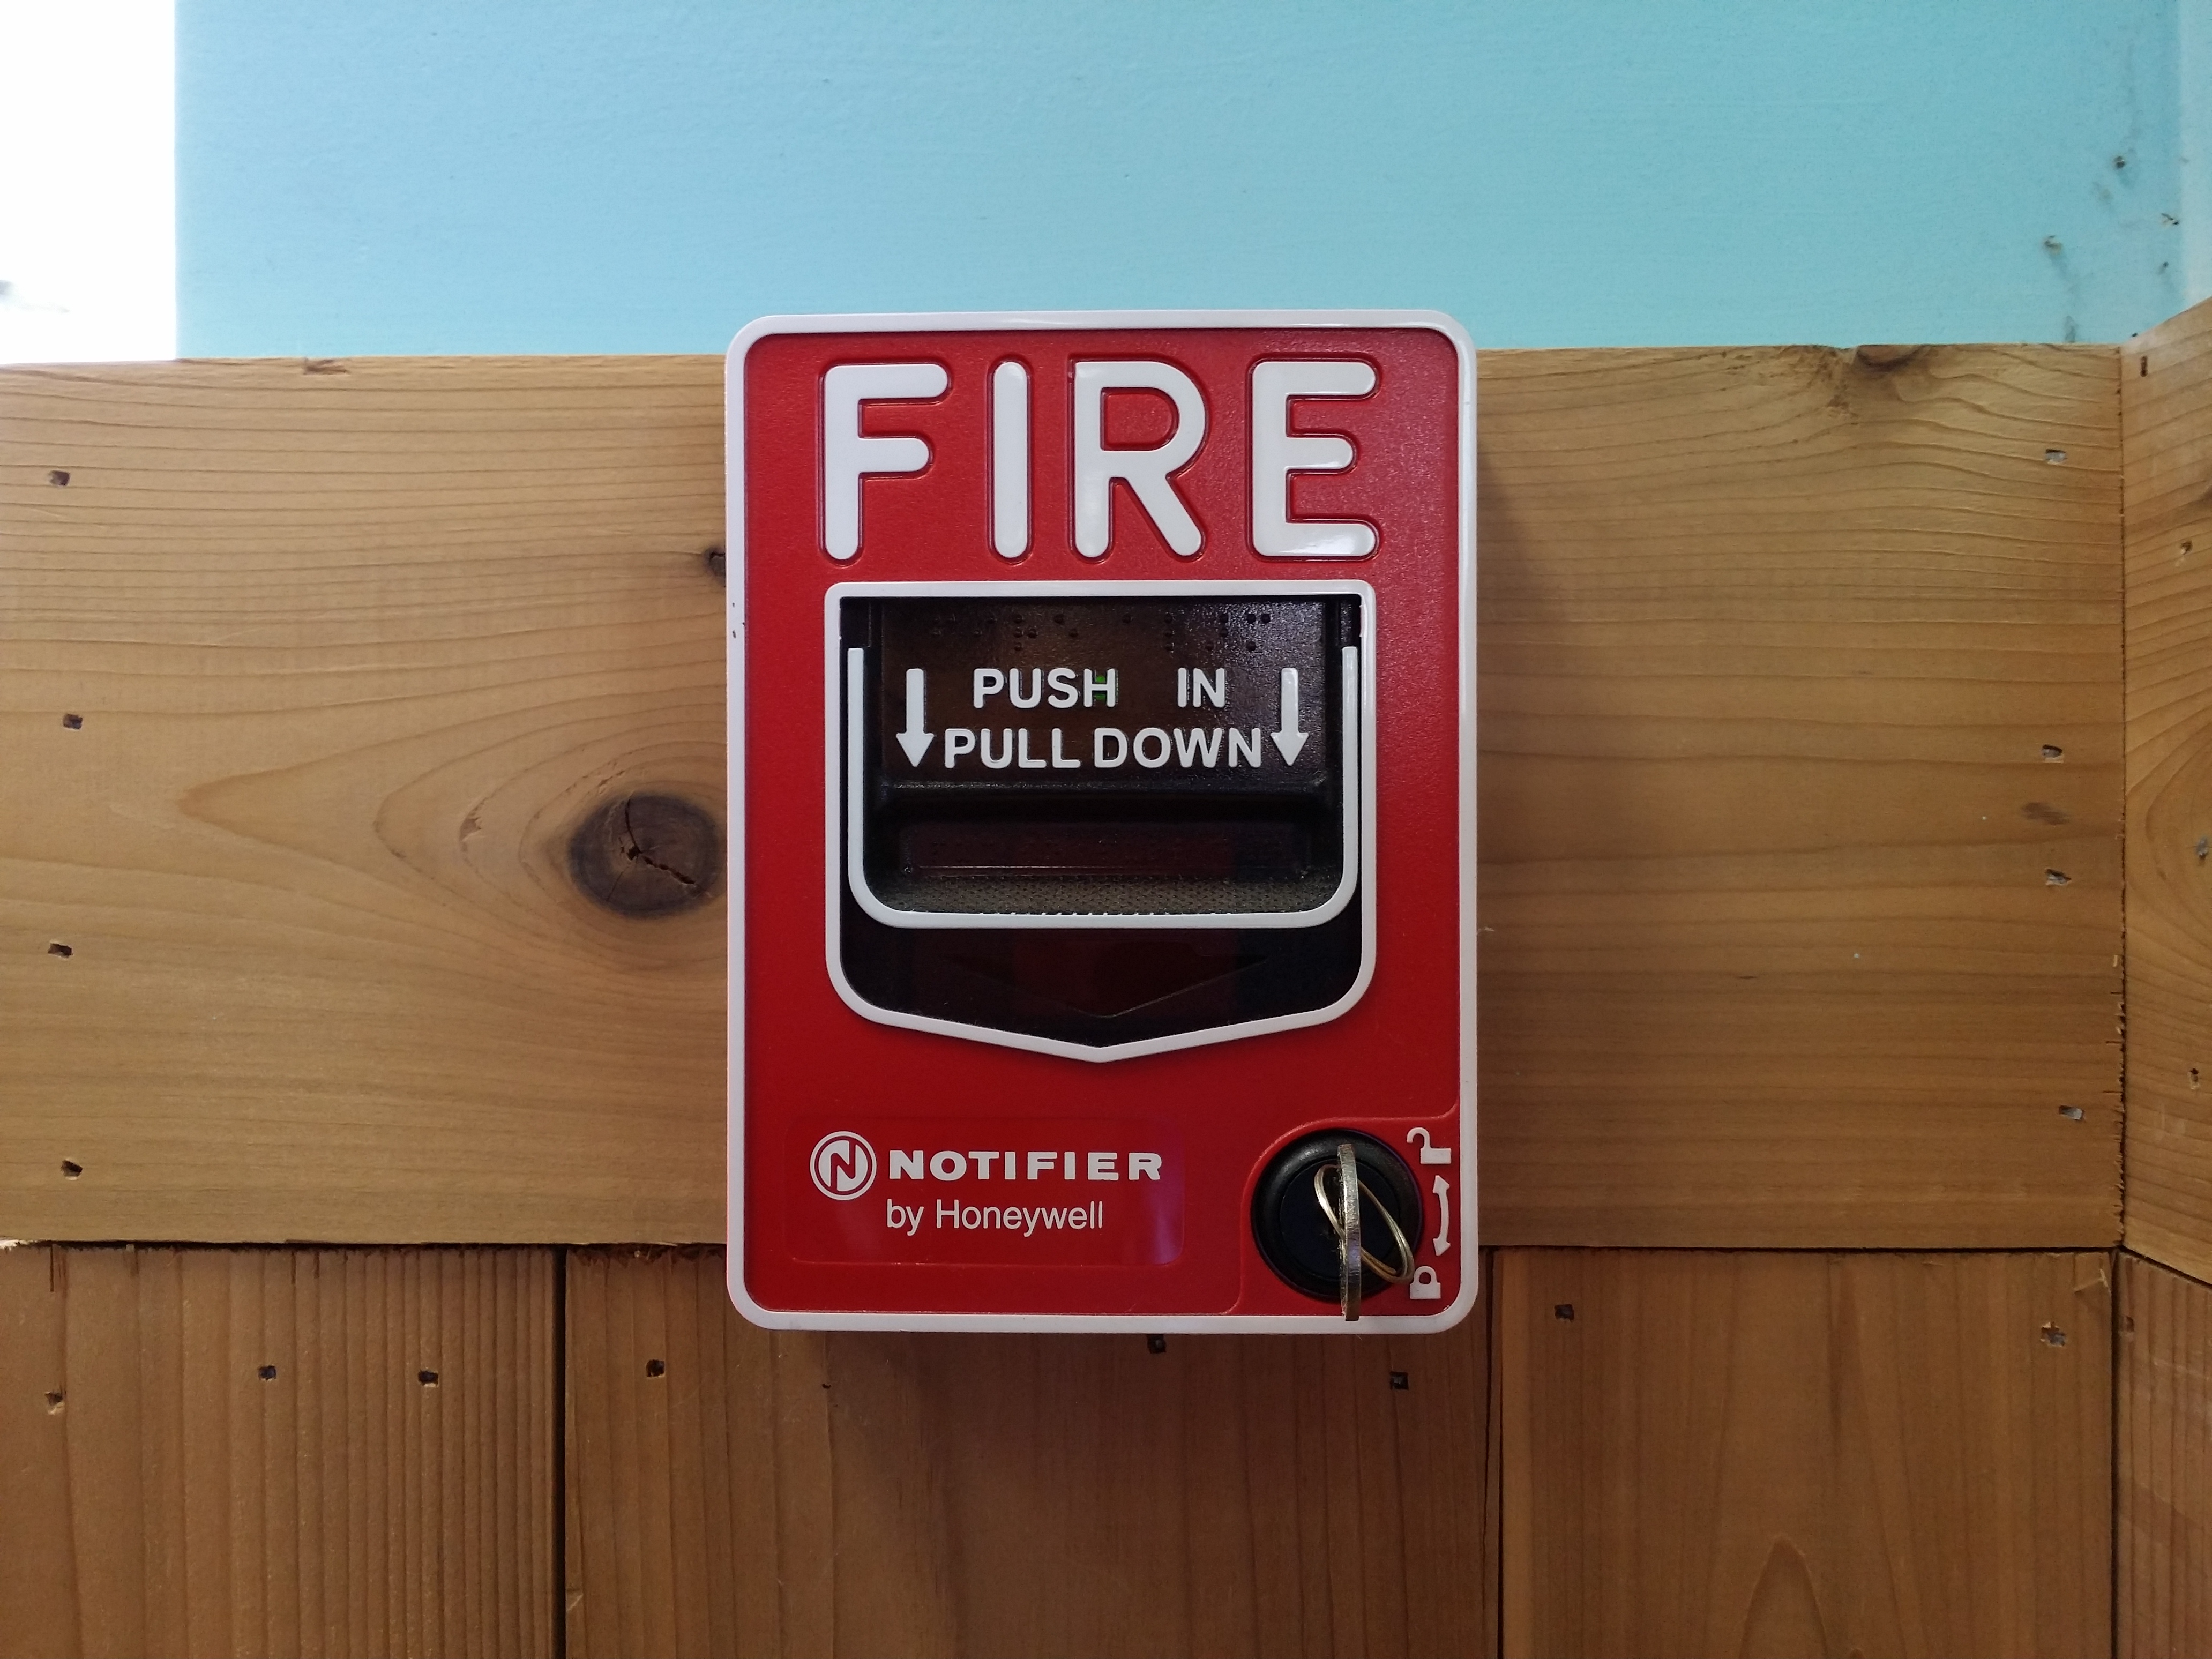 FIRE
PUSH IN
PULL DOWN
NOTIFIER
by Honeywell